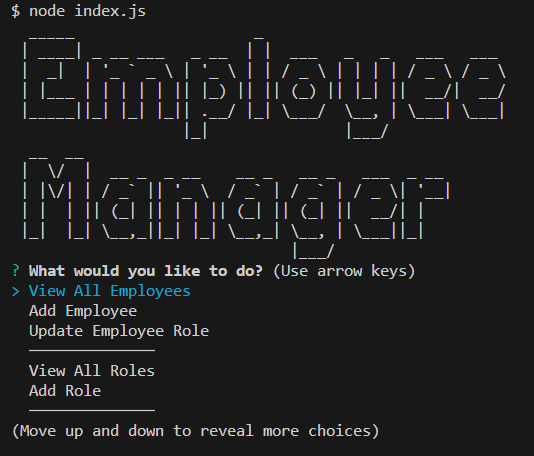 $ node index.js
Employee
Manager
? What would you like to do? (Use arrow keys)
> View All Employees
Add Employee
Update Employee Role
──────────────
View All Roles
Add Role
──────────────
(Move up and down to reveal more choices)